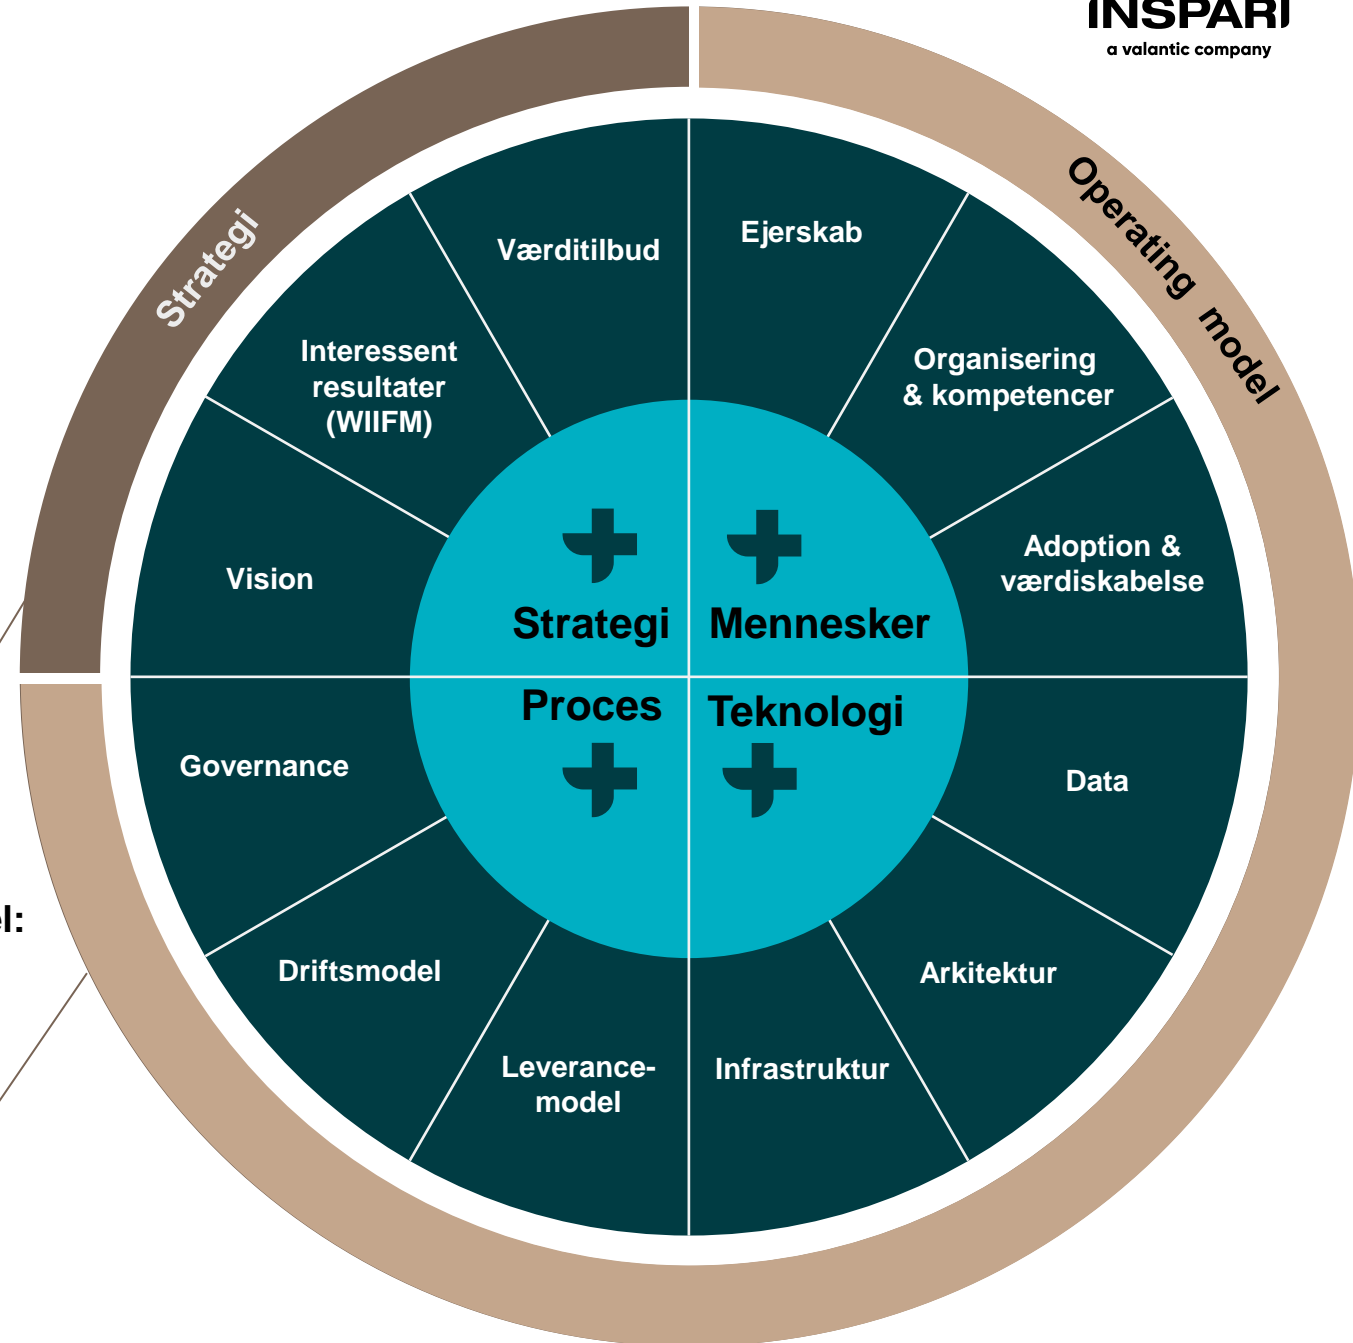 INSPARI
a valantic company
Strategi
Operating model
Værditilbud
Ejerskab
Interessent
resultater
(WIIFM)
Organisering
& kompetencer
Vision
Adoption &
værdiskabelse
Strategi
Mennesker
Proces
Teknologi
Governance
Data
Driftsmodel
Arkitektur
Leverance-
model
Infrastruktur